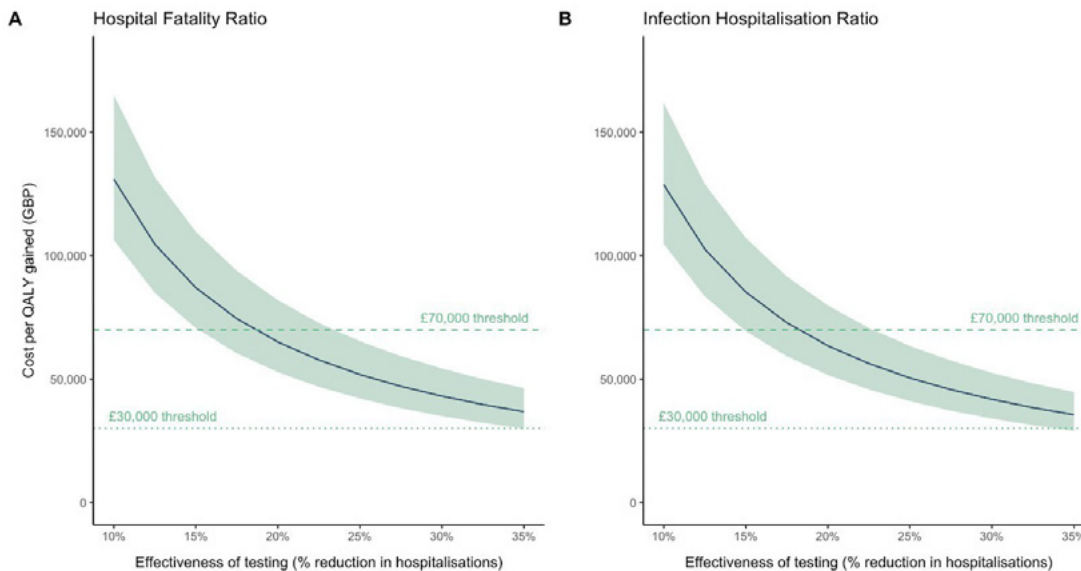 A
Hospital Fatality Ratio
150,000
100,000
50,000
0
Cost per QALY gained (GBP)
£70,000 threshold
£30,000 threshold
10%
15%
20%
25%
30%
35%
Effectiveness of testing (% reduction in hospitalisations)
B
Infection Hospitalisation Ratio
150,000
100,000
50,000
0
£70,000 threshold
£30,000 threshold
10%
15%
20%
25%
30%
35%
Effectiveness of testing (% reduction in hospitalisations)